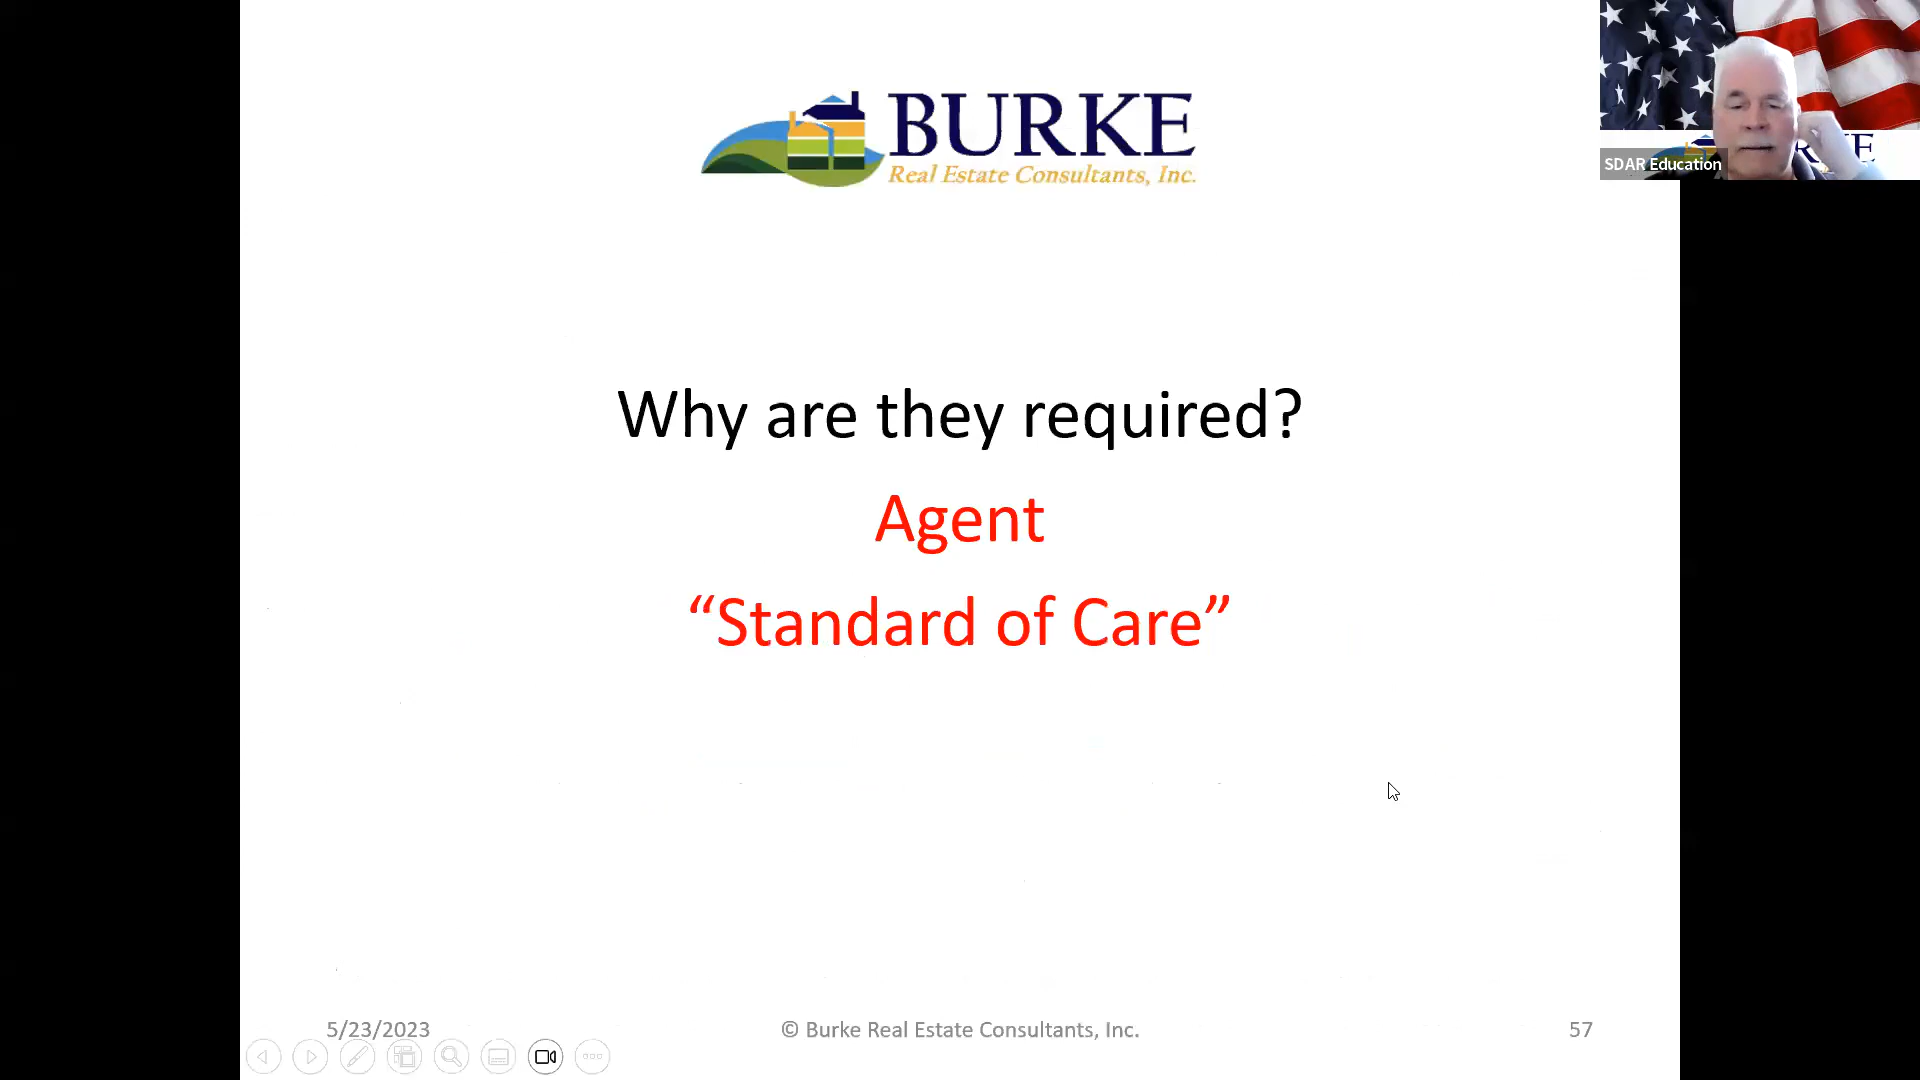 BURKE
Real Estate Consultants, Inc.
SDAR Education
Why are they required?
Agent
“Standard of Care”
5/23/2023
© Burke Real Estate Consultants, Inc.
57